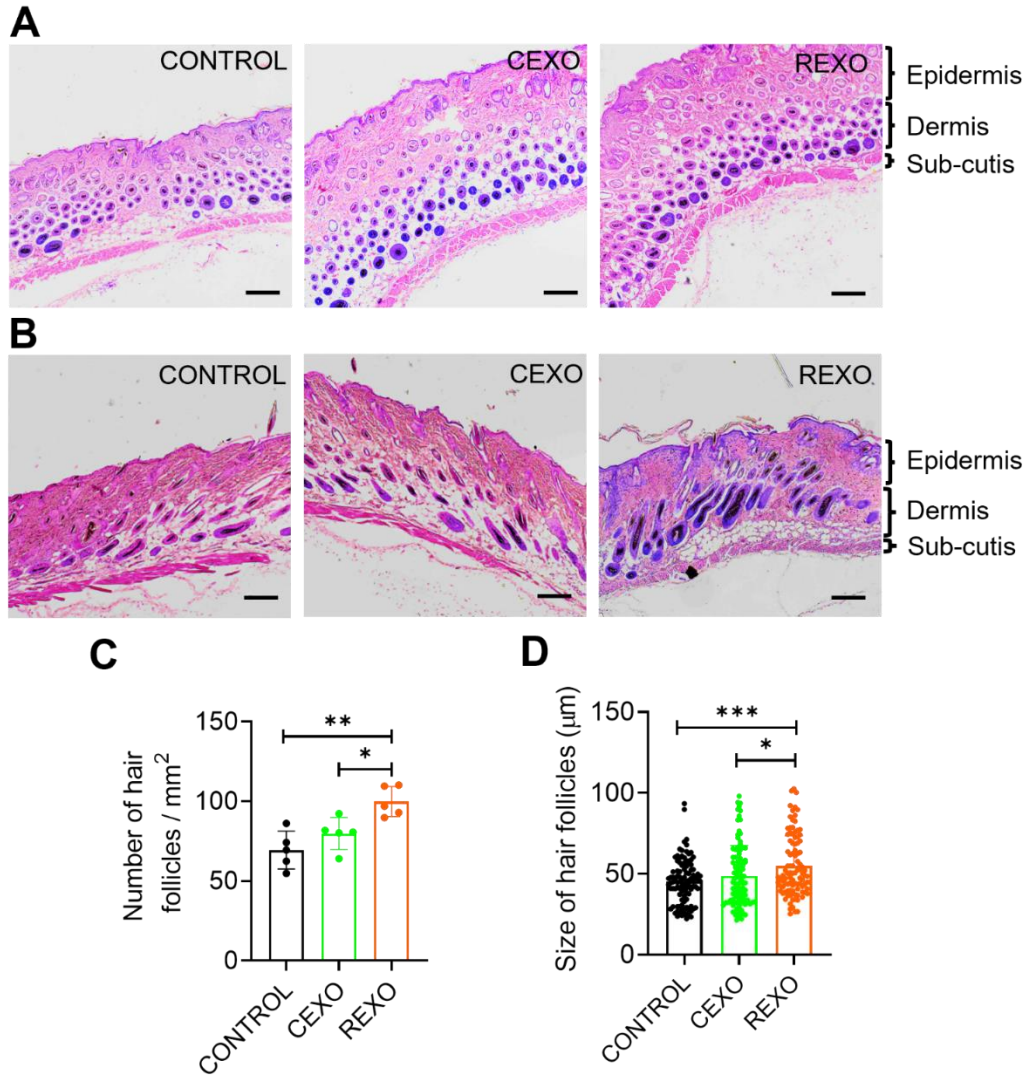 A
CONTROL
CEXO
REXO
Epidermis
Dermis
Sub-cutis
B
CONTROL
CEXO
REXO
Epidermis
Dermis
Sub-cutis
C
Number of hair
follicles / mm²
150
100
50
0
**
*
CONTROL
CEXO
REXO
D
Size of hair follicles (μm)
150
100
50
0
***
*
CONTROL
CEXO
REXO